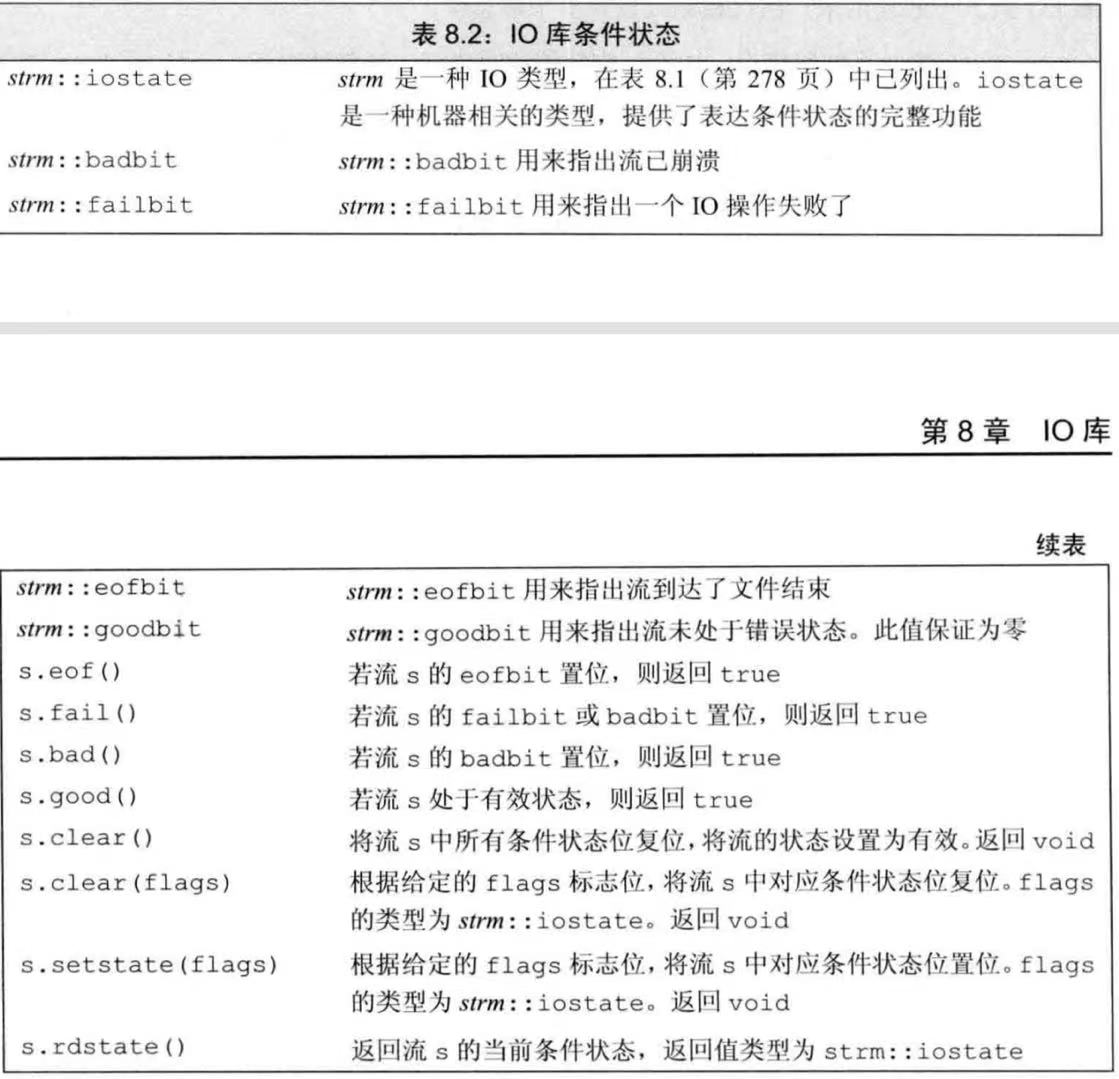 表 8.2：IO 库条件状态
strm::iostate
strm 是一种 IO 类型，在表 8.1（第 278 页）中已列出。iostate
是一种机器相关的类型，提供了表达条件状态的完整功能
strm::badbit
strm::badbit 用来指出流已崩溃
strm::failbit
strm::failbit 用来指出一个 IO 操作失败了
第 8 章 IO 库
续表
strm::eofbit
strm::eofbit 用来指出流到达了文件结束
strm::goodbit
strm::goodbit 用来指出流未处于错误状态。此值保证为零
s.eof()
若流 s 的 eofbit 置位，则返回 true
s.fail()
若流 s 的 failbit 或 badbit 置位，则返回 true
s.bad()
若流 s 的 badbit 置位，则返回 true
s.good()
若流 s 处于有效状态，则返回 true
s.clear()
将流 s 中所有条件状态位复位，将流的状态设置为有效。返回 void
s.clear(flags)
根据给定的 flags 标志位，将流 s 中对应条件状态位复位。flags
的类型为 strm::iostate。返回 void
s.setstate(flags)
根据给定的 flags 标志位，将流 s 中对应条件状态位置位。flags
的类型为 strm::iostate。返回 void
s.rdstate()
返回流 s 的当前条件状态，返回值类型为 strm::iostate